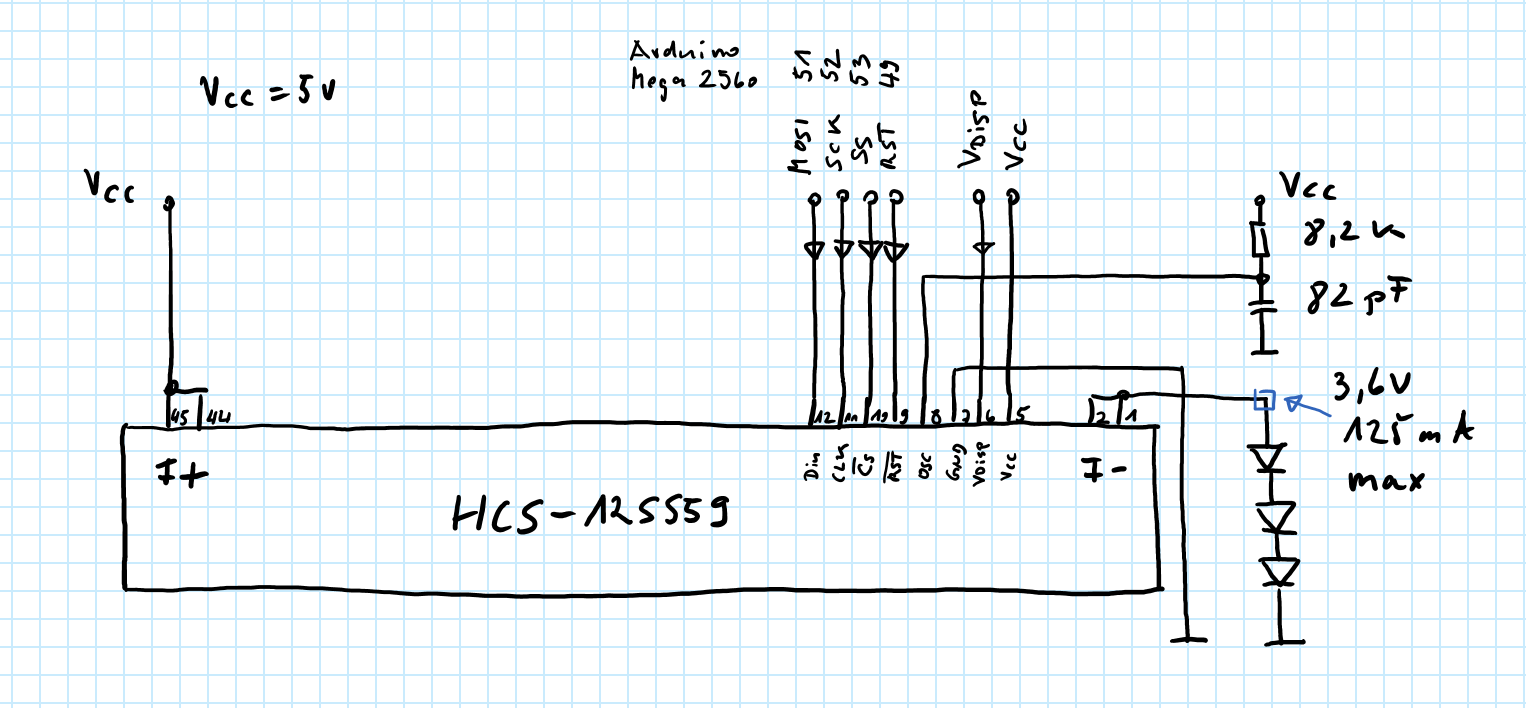 Arduino
Mega 2560
51
52
53
49
Vcc = 5V
MOSI
SCK
SS
RST
VDISP
Vcc
Vcc
Vcc
8,2 k
82 pF
3,6V
125 mA
max
45
44
12
11
10
9
8
7
6
5
2
1
F+
Din
CLK
/CS
/RST
OSC
GND
VDISP
Vcc
F-
HCS-12SS59